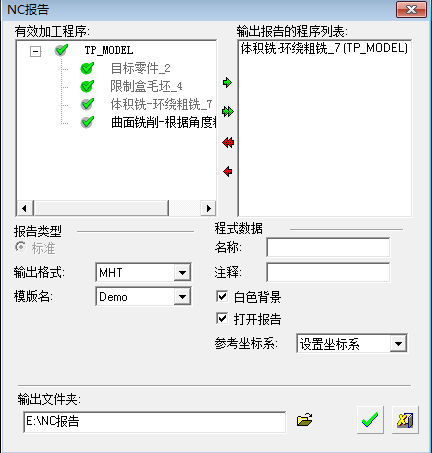 NC报告
有效加工程序:
输出报告的程序列表:
TP_MODEL
目标零件_2
限制盒毛坯_4
体积铣-环绕粗铣_7
曲面铣削-根据角度
体积铣-环绕粗铣_7 (TP_MODEL)
报告类型
标准
输出格式:
MHT
模版名:
Demo
程式数据
名称:
注释:
白色背景
打开报告
参考坐标系:
设置坐标系
输出文件夹:
E:\NC报告